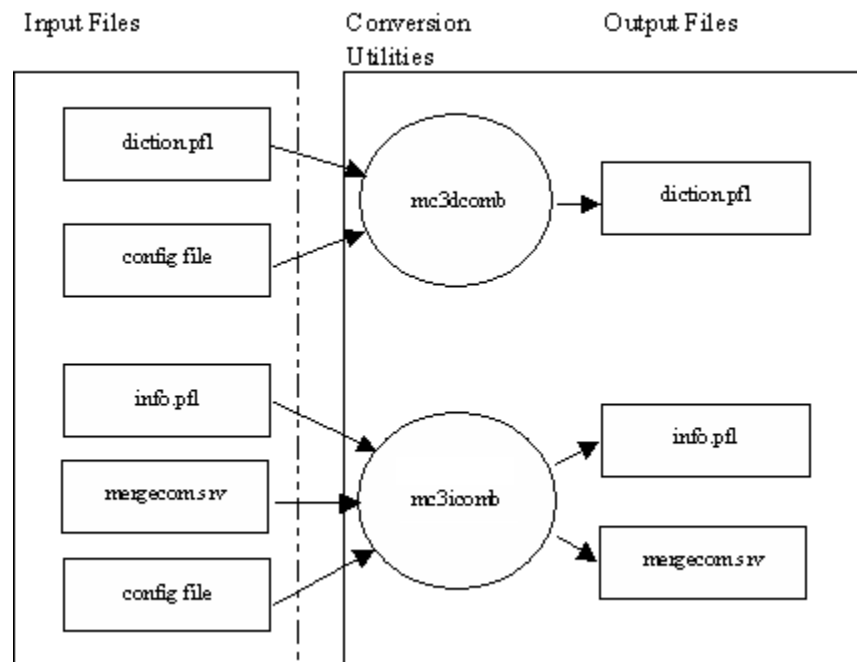 Input Files
Conversion
Utilities
Output Files
diction.pfl
config file
mc3dcomb
diction.pfl
info.pfl
mergecom.srv
config file
mc3icomb
info.pfl
mergecom.srv